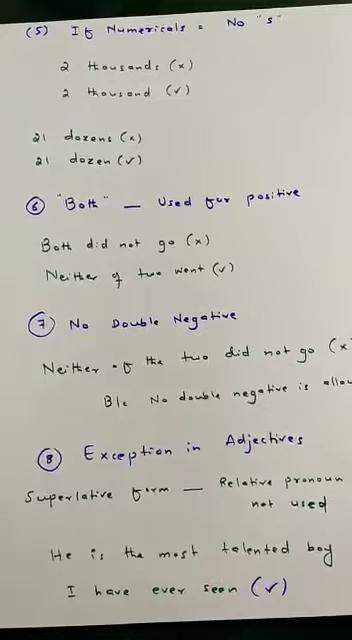 (5) If Numericals = No "s"
2 thousands (x)
2 thousand (✓)
21 dozens (x)
21 dozen (✓)
⑥ "Both" — Used for positive
Both did not go (x)
Neither of two went (✓)
⑦ No Double Negative
Neither of the two did not go (x
B/c No double negative is allow
⑧ Exception in Adjectives
Superlative form — Relative pronoun
not used
He is the most talented boy
I have ever seen (✓)